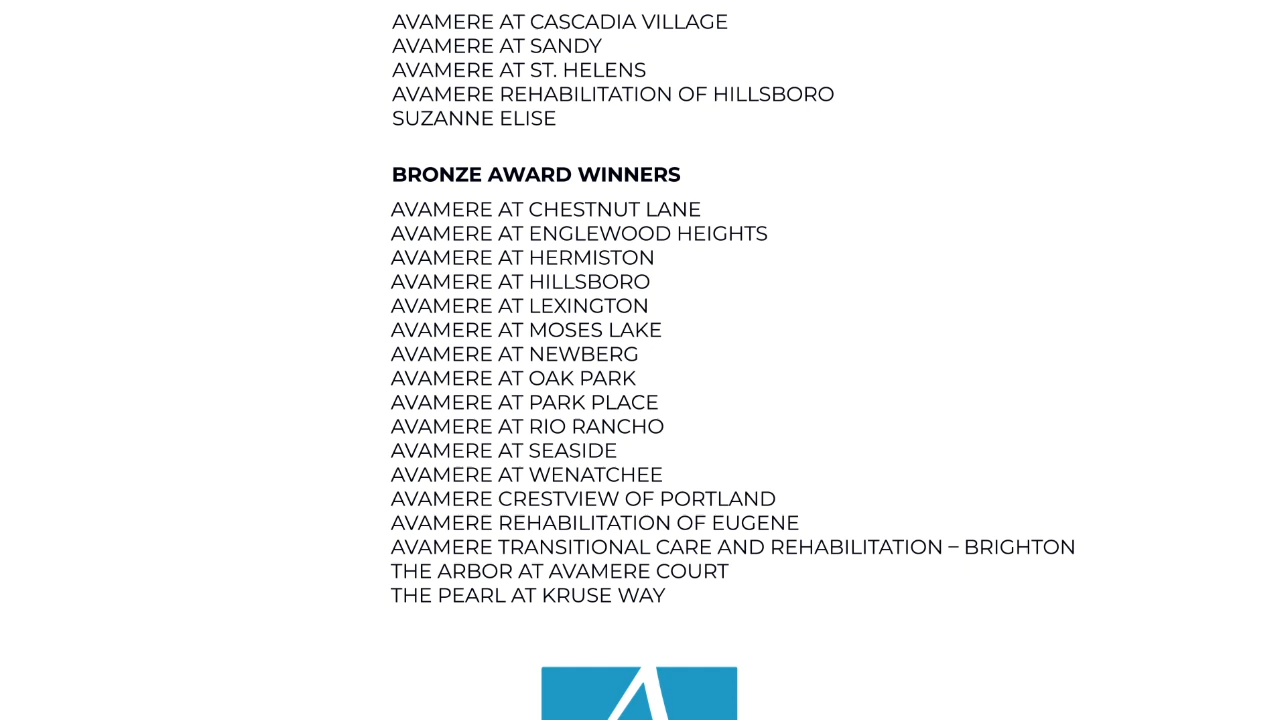 AVAMERE AT CASCADIA VILLAGE
AVAMERE AT SANDY
AVAMERE AT ST. HELENS
AVAMERE REHABILITATION OF HILLSBORO
SUZANNE ELISE
BRONZE AWARD WINNERS
AVAMERE AT CHESTNUT LANE
AVAMERE AT ENGLEWOOD HEIGHTS
AVAMERE AT HERMISTON
AVAMERE AT HILLSBORO
AVAMERE AT LEXINGTON
AVAMERE AT MOSES LAKE
AVAMERE AT NEWBERG
AVAMERE AT OAK PARK
AVAMERE AT PARK PLACE
AVAMERE AT RIO RANCHO
AVAMERE AT SEASIDE
AVAMERE AT WENATCHEE
AVAMERE CRESTVIEW OF PORTLAND
AVAMERE REHABILITATION OF EUGENE
AVAMERE TRANSITIONAL CARE AND REHABILITATION – BRIGHTON
THE ARBOR AT AVAMERE COURT
THE PEARL AT KRUSE WAY